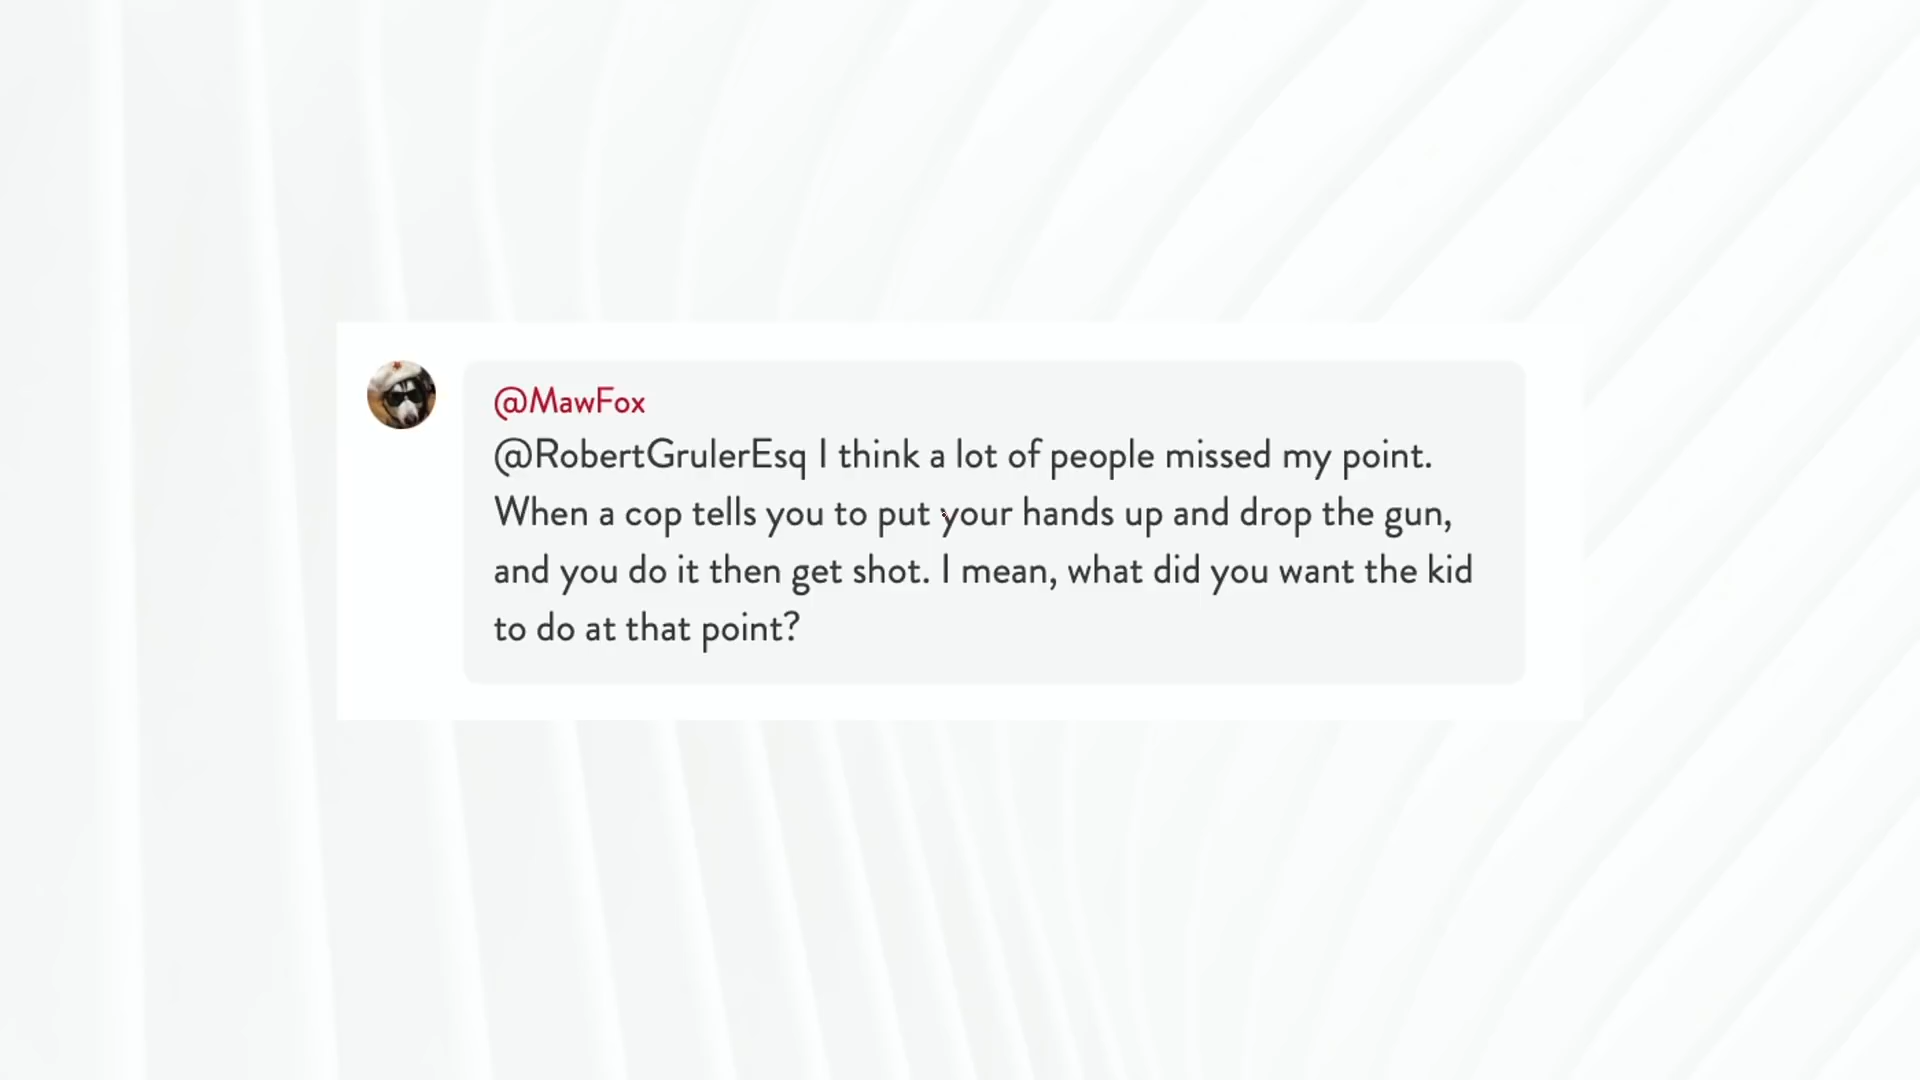 @MawFox
@RobertGrulerEsq I think a lot of people missed my point.
When a cop tells you to put your hands up and drop the gun,
and you do it then get shot. I mean, what did you want the kid
to do at that point?